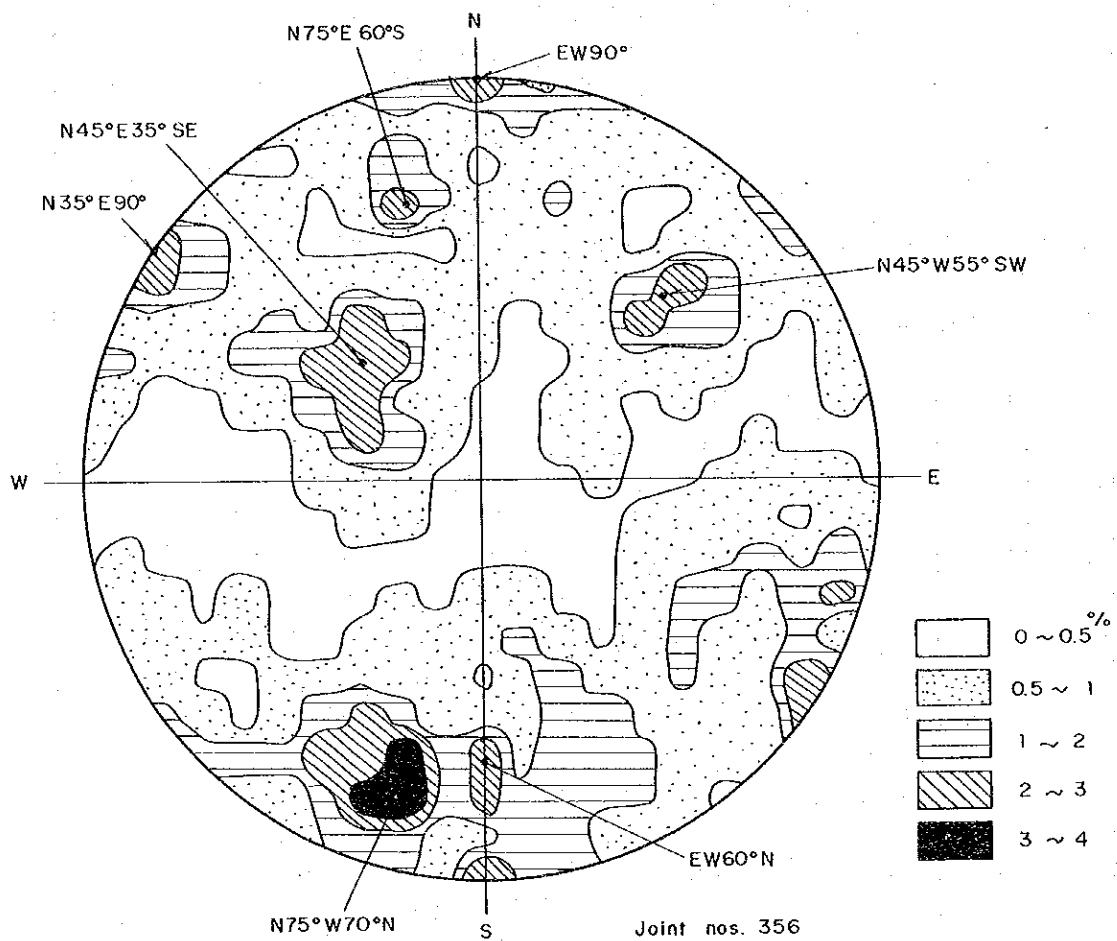 N
N75°E 60°S
EW90°
N45°E35° SE
N35°E90°
N45°W55° SW
W
E
0 ~ 0.5 %
0.5 ~ 1
1 ~ 2
2 ~ 3
3 ~ 4
EW60°N
N75°W70°N
S
Joint nos. 356